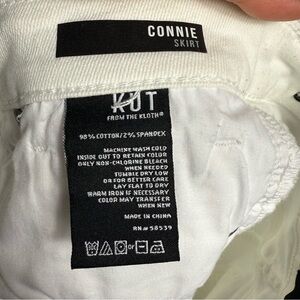 CONNIE
SKIRT
KUT
FROM THE KLOTH®
98% COTTON/2% SPANDEX
MACHINE WASH COLD
INSIDE OUT TO RETAIN COLOR
ONLY NON-CHLORINE BLEACH
WHEN NEEDED
TUMBLE DRY LOW
OR FOR BETTER CARE
LAY FLAT TO DRY
WARM IRON IF NECESSARY
COLOR MAY TRANSFER
WHEN NEW
MADE IN CHINA
RN# 58539
or